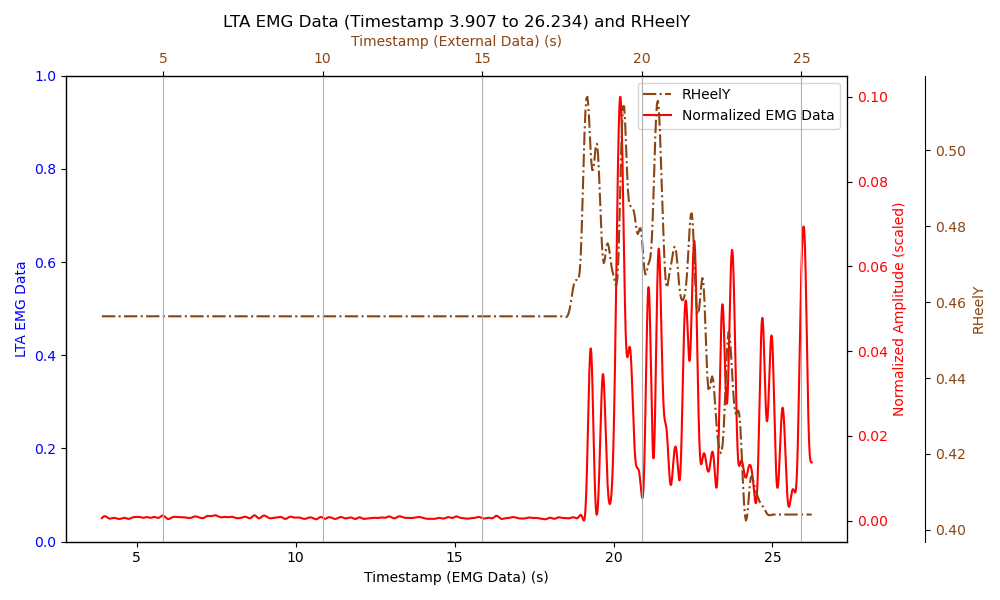 LTA EMG Data (Timestamp 3.907 to 26.234) and RHeelY
Timestamp (External Data) (s)
5 10 15 20 25
RHeelY
Normalized EMG Data
LTA EMG Data
1.0
0.8
0.6
0.4
0.2
0.0
0.10
0.08
0.06
0.04
0.02
0.00
Normalized Amplitude (scaled)
0.50
0.48
0.46
0.44
0.42
0.40
RHeelY
5 10 15 20 25
Timestamp (EMG Data) (s)